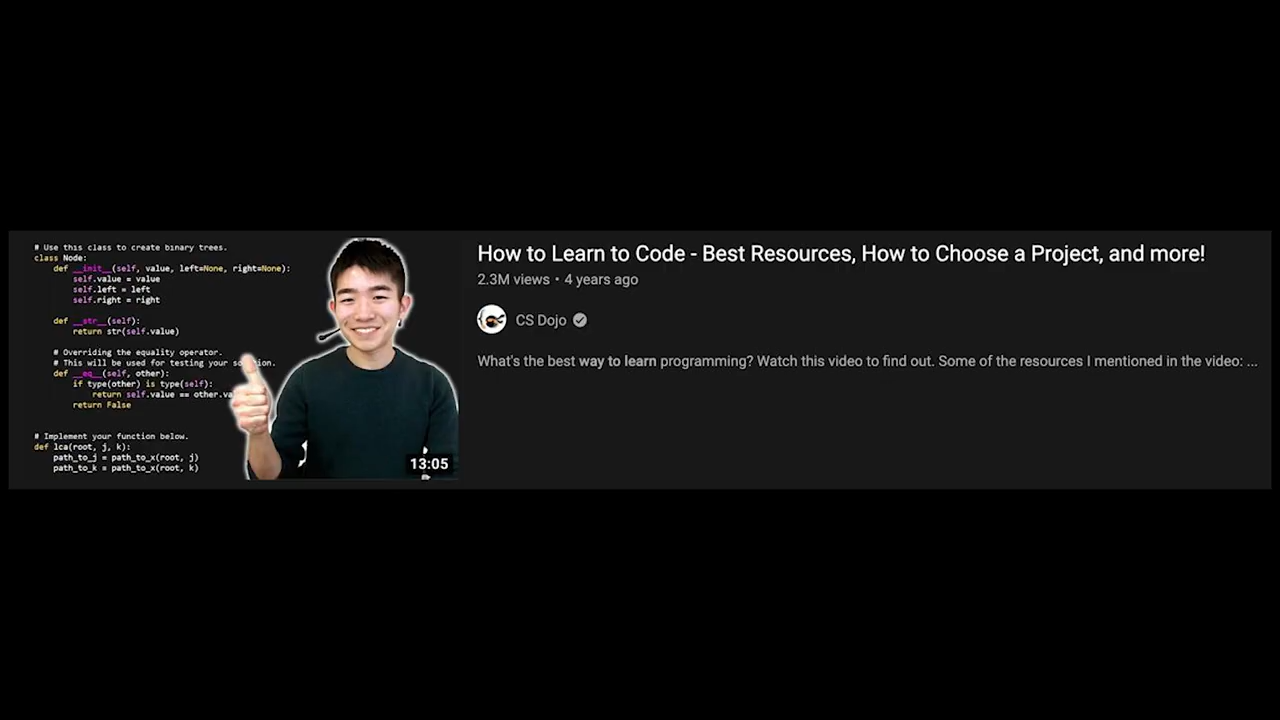 # Use this class to create binary trees.
class Node:
def __init__(self, value, left=None, right=None):
self.value = value
self.left = left
self.right = right
def __str__(self):
return str(self.value)
# Overriding the equality operator.
# This will be used for testing your solution.
def __eq__(self, other):
if type(other) is type(self):
return self.value == other.va
return False
# Implement your function below.
def lca(root, j, k):
path_to_j = path_to_x(root, j)
path_to_k = path_to_x(root, k)
13:05
How to Learn to Code - Best Resources, How to Choose a Project, and more!
2.3M views • 4 years ago
CS Dojo
What's the best way to learn programming? Watch this video to find out. Some of the resources I mentioned in the video: ...